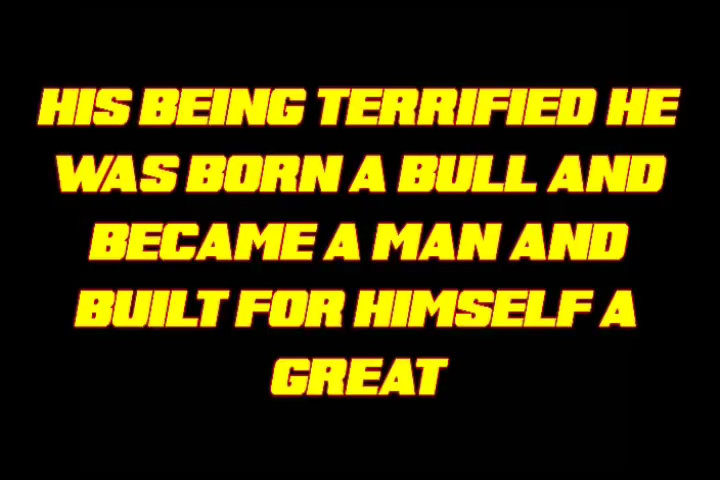 HIS BEING TERRIFIED HE
WAS BORN A BULL AND
BECAME A MAN AND
BUILT FOR HIMSELF A
GREAT